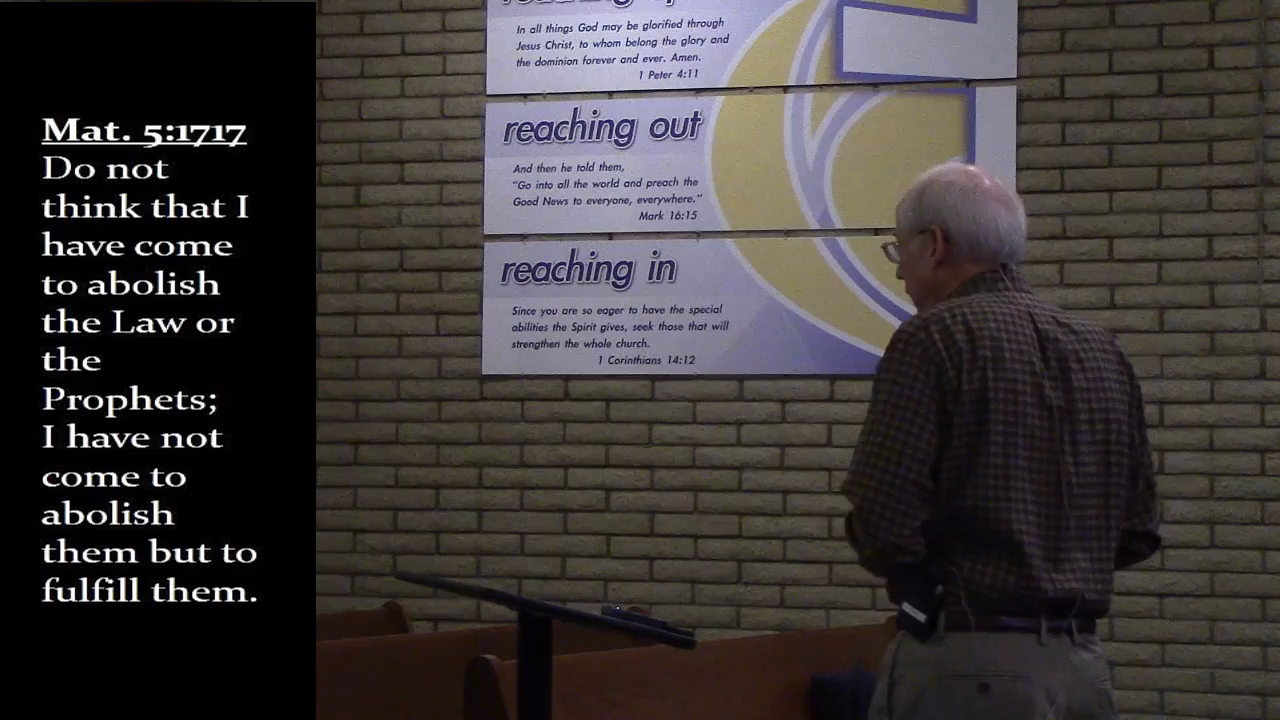 Mat. 5:1717
Do not
think that I
have come
to abolish
the Law or
the
Prophets;
I have not
come to
abolish
them but to
fulfill them.
In all things God may be glorified through
Jesus Christ, to whom belong the glory and
the dominion forever and ever. Amen.
1 Peter 4:11
reaching out
And then he told them,
"Go into all the world and preach the
Good News to everyone, everywhere."
Mark 16:15
reaching in
Since you are so eager to have the special
abilities the Spirit gives, seek those that will
strengthen the whole church.
1 Corinthians 14:12